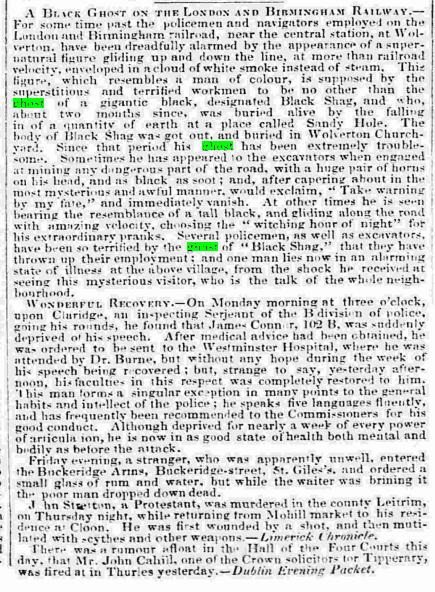 A BLACK GHOST ON THE LONDON AND BIRMINGHAM RAILWAY.—
For some time past the policemen and navigators employed on the
London and Birmingham railroad, near the central station, at Wol-
verton, have been dreadfully alarmed by the appearance of a super-
natural figure gliding up and down the line, at more than railroad
velocity, enveloped in a cloud of white smoke instead of steam. This
figure, which resembles a man of colour, is supposed by the
superstitious and terrified workmen to be no other than the
ghost of a gigantic black, designated Black Shag, and who,
about two months since, was buried alive by the falling
in of a quantity of earth at a place called Sandy Hole. The
body of Black Shag was got out, and buried in Wolverton Church-
yard. Since that period his ghost has been extremely trouble-
some. Sometimes he has appeared to the excavators when engaged
at mining any dangerous part of the road, with a huge pair of horns
on his head, and as black as soot; and, after capering about in the
most mysterious and awful manner, would exclaim, "Take warning
by my fate," and immediately vanish. At other times he is seen
bearing the resemblance of a tall black, and gliding along the road
with amazing velocity, choosing the "witching hour of night" for
his extraordinary pranks. Several policemen, as well as excavators,
have been so terrified by the ghost of "Black Shag," that they have
thrown up their employment; and one man lies now in an alarming
state of illness at the above village, from the shock he received at
seeing this mysterious visitor, who is the talk of the whole neigh-
bourhood.
WONDERFUL RECOVERY.—On Monday morning at three o'clock,
upon Claridge, an inspecting Serjeant of the B division of police,
going his rounds, he found that James Connor, 102 B, was suddenly
deprived of his speech. After medical advice had been obtained, he
was ordered to be sent to the Westminster Hospital, where he was
attended by Dr. Burne, but without any hope during the week of
his speech being recovered; but, strange to say, yesterday after-
noon, his faculties in this respect was completely restored to him.
This man forms a singular exception in many points to the general
habits and intellect of the police; he speaks five languages fluently,
and has frequently been recommended to the Commissioners for his
good conduct. Although deprived for nearly a week of every power
of articula ion, he is now in as good state of health both mental and
bodily as before the attack.
Friday evening, a stranger, who was apparently unwell, entered
the Buckeridge Arms, Buckeridge-street, St. Giles's, and ordered a
small glass of rum and water, but while the waiter was brining it
the poor man dropped down dead.
John Stretton, a Protestant, was murdered in the county Leitrim,
on Thursday night, while returning from Mohill market to his resi-
dence at Cloon. He was first wounded by a shot, and then muti-
lated with scythes and other weapons.—Limerick Chronicle.
There was a rumour afloat in the Hall of the Four Courts this
day, that Mr. John Cahill, one of the Crown solicitors for Tipperary,
was fired at in Thurles yesterday.—Dublin Evening Packet.